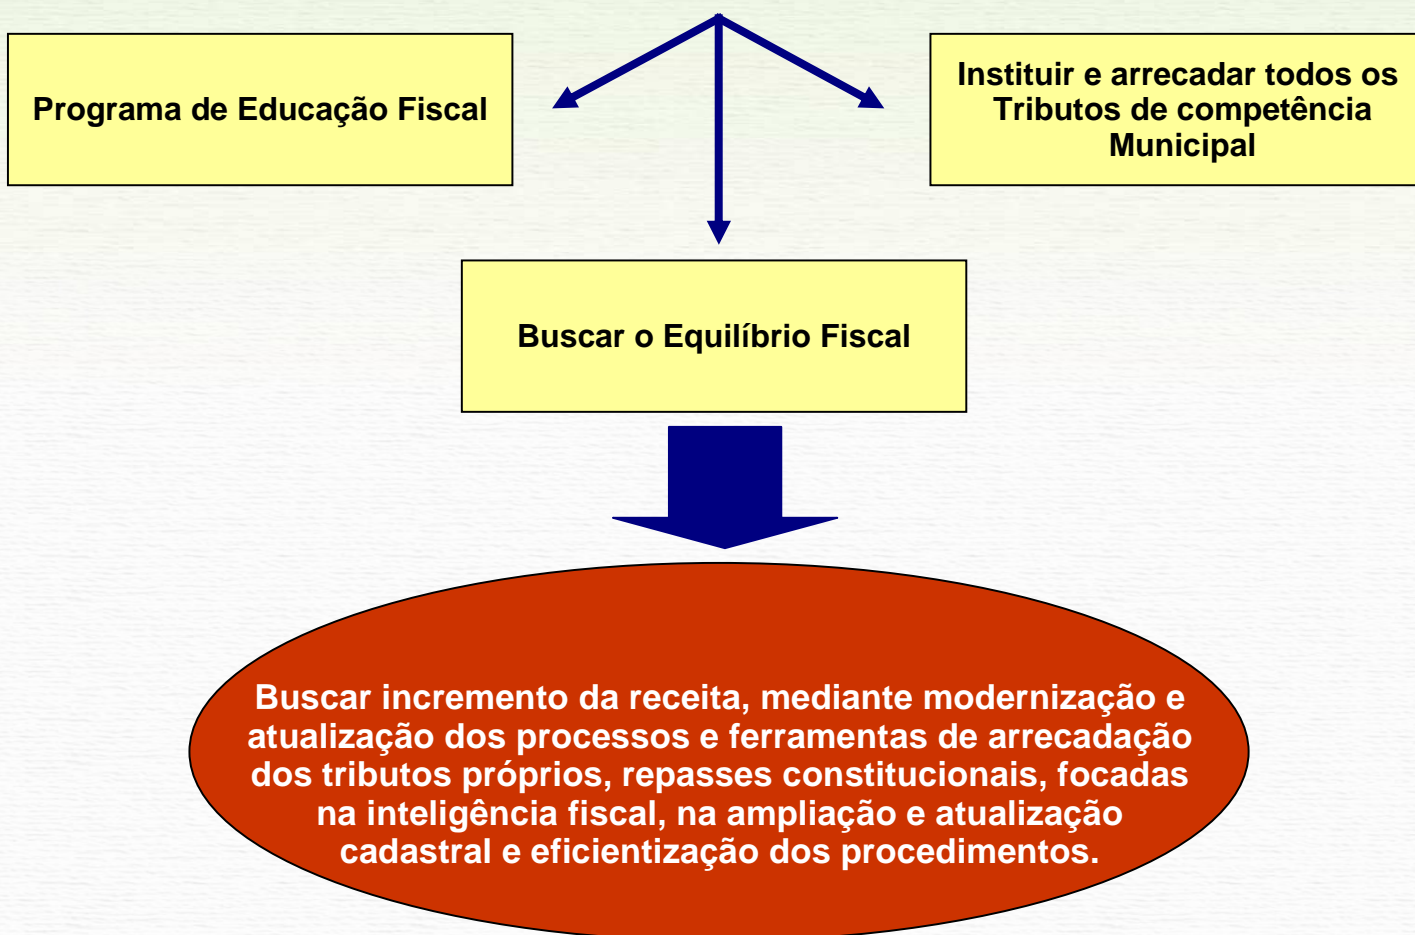 Programa de Educação Fiscal
Instituir e arrecadar todos os
Tributos de competência
Municipal
Buscar o Equilíbrio Fiscal
Buscar incremento da receita, mediante modernização e
atualização dos processos e ferramentas de arrecadação
dos tributos próprios, repasses constitucionais, focadas
na inteligência fiscal, na ampliação e atualização
cadastral e eficientização dos procedimentos.